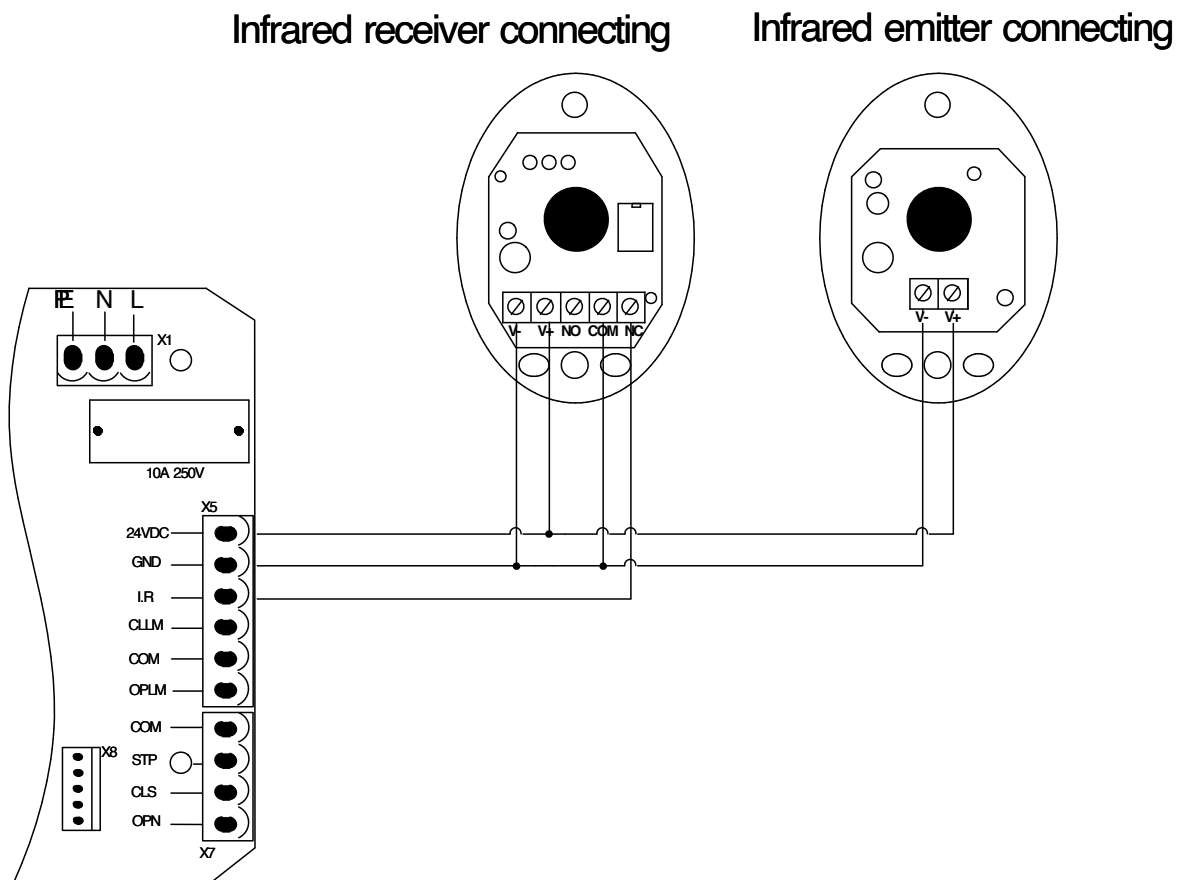 Infrared receiver connecting
Infrared emitter connecting
V- V+ NO COM NC
V- V+
PE N L
X1
10A 250V
X5
24VDC
GND
I.R
CLLM
COM
OPLM
COM
X8
STP
CLS
OPN
X7